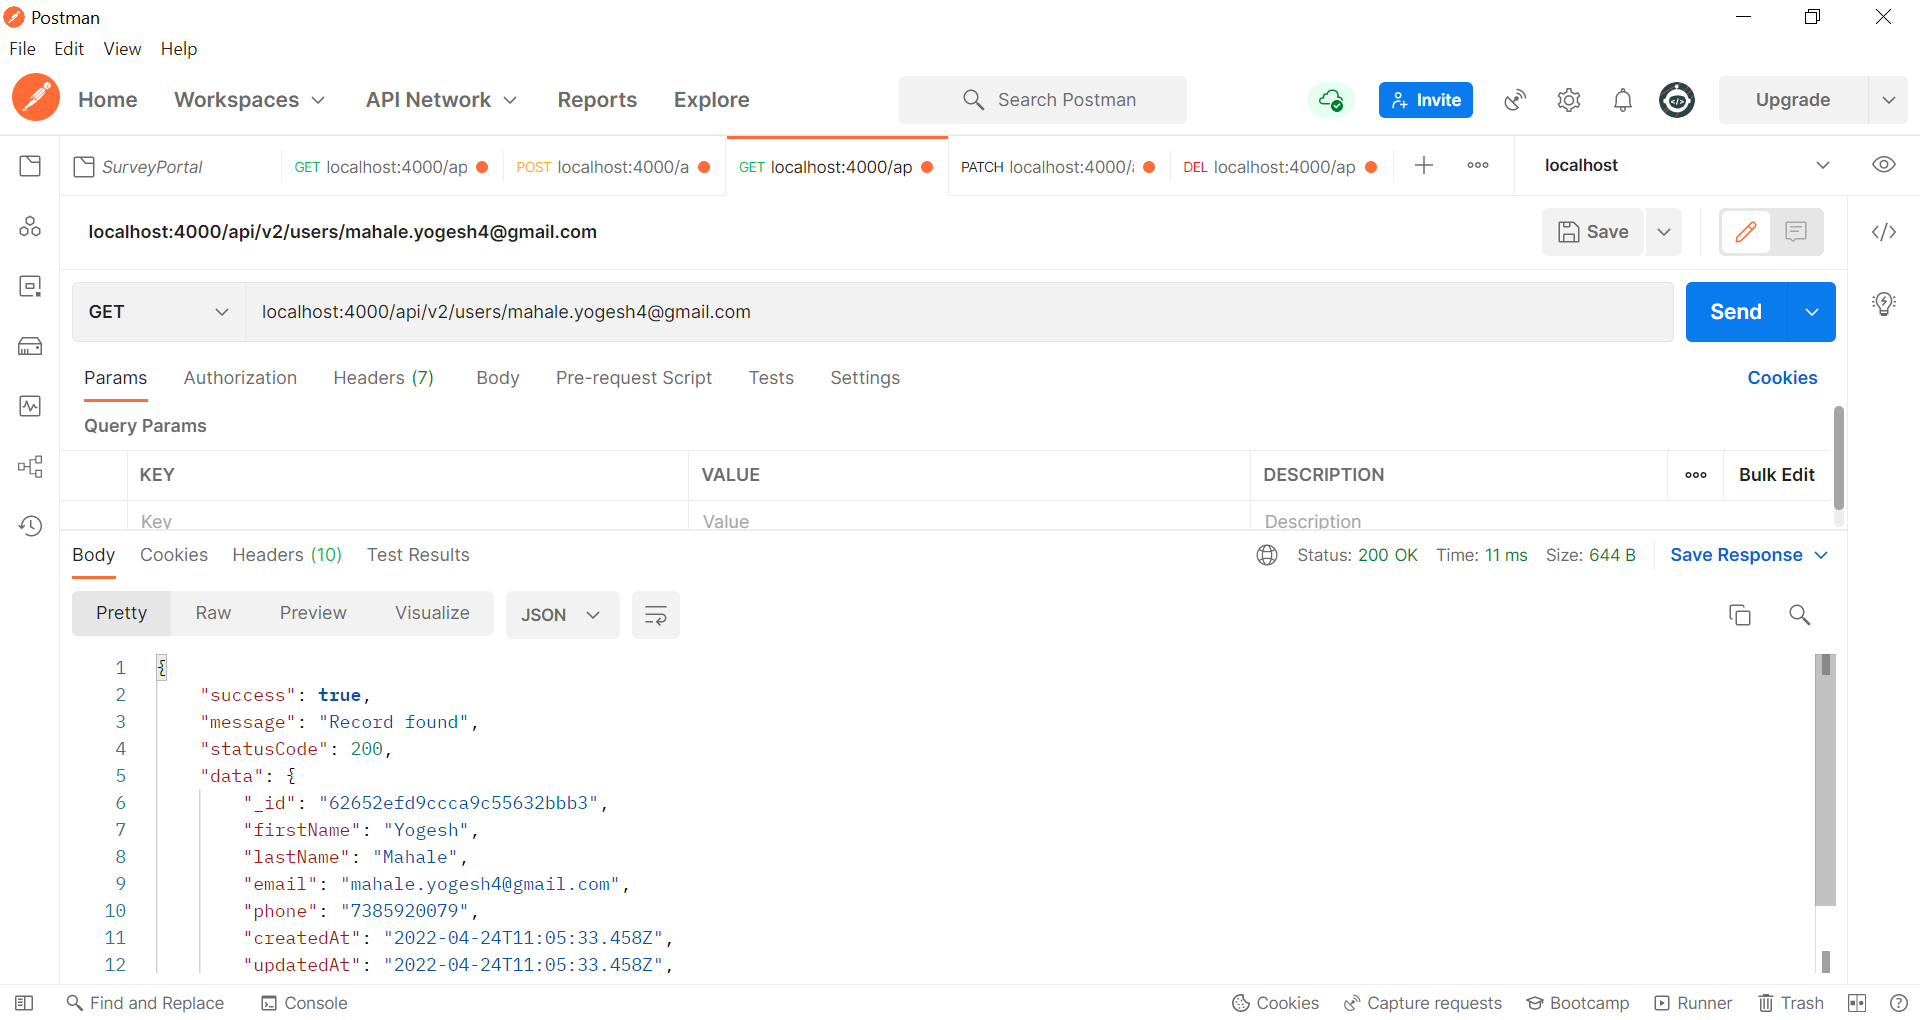 Postman
File Edit View Help
Home Workspaces API Network Reports Explore Search Postman Invite Upgrade
SurveyPortal GET localhost:4000/ap POST localhost:4000/a GET localhost:4000/ap PATCH localhost:4000/ DEL localhost:4000/ap localhost
localhost:4000/api/v2/users/mahale.yogesh4@gmail.com Save
GET localhost:4000/api/v2/users/mahale.yogesh4@gmail.com Send
Params Authorization Headers (7) Body Pre-request Script Tests Settings Cookies
Query Params
KEY VALUE DESCRIPTION Bulk Edit
Key Value Description
Body Cookies Headers (10) Test Results Status: 200 OK Time: 11 ms Size: 644 B Save Response
Pretty Raw Preview Visualize JSON
1 {
2 "success": true,
3 "message": "Record found",
4 "statusCode": 200,
5 "data": {
6 "_id": "62652efd9ccca9c55632bbb3",
7 "firstName": "Yogesh",
8 "lastName": "Mahale",
9 "email": "mahale.yogesh4@gmail.com",
10 "phone": "7385920079",
11 "createdAt": "2022-04-24T11:05:33.458Z",
12 "updatedAt": "2022-04-24T11:05:33.458Z",
Find and Replace Console Cookies Capture requests Bootcamp Runner Trash